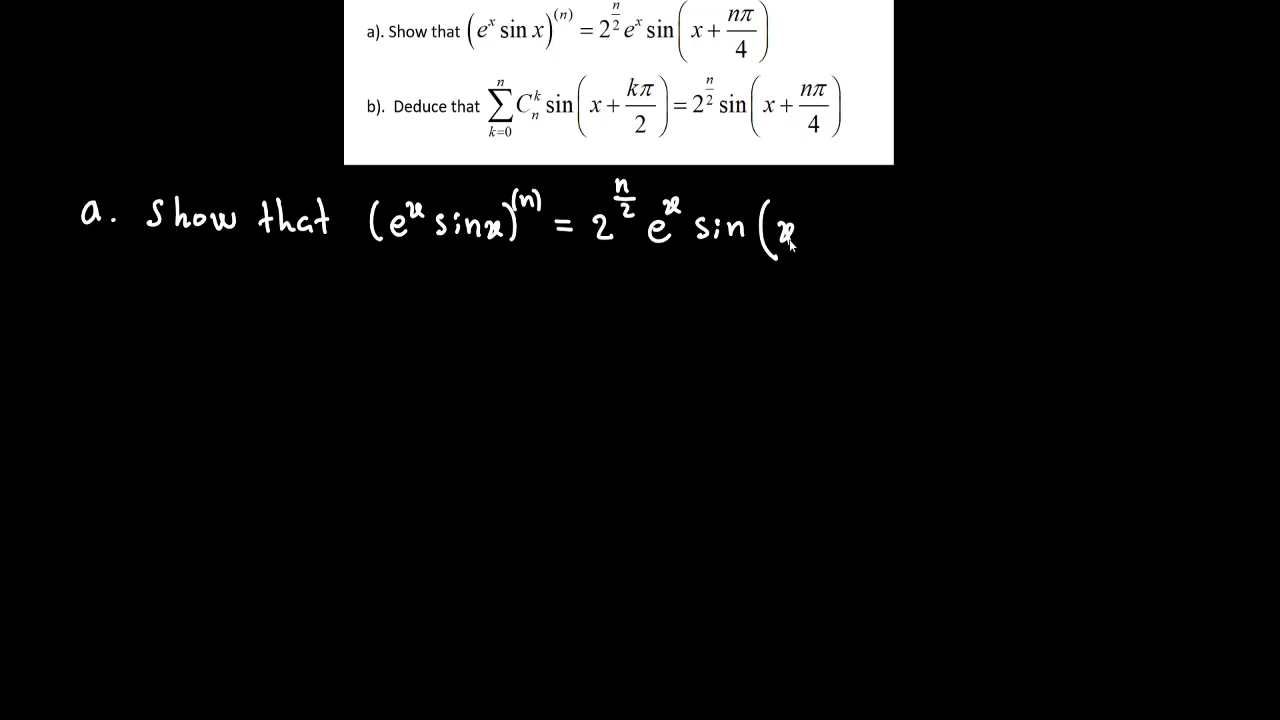 a). Show that (e^x sin x)^(n) = 2^(n/2) e^x sin(x + nπ/4)
b). Deduce that ∑_{k=0}^{n} C_n^k sin(x + kπ/2) = 2^(n/2) sin(x + nπ/4)
a. Show that (e^x sinx)^(n) = 2^(n/2) e^x sin (x